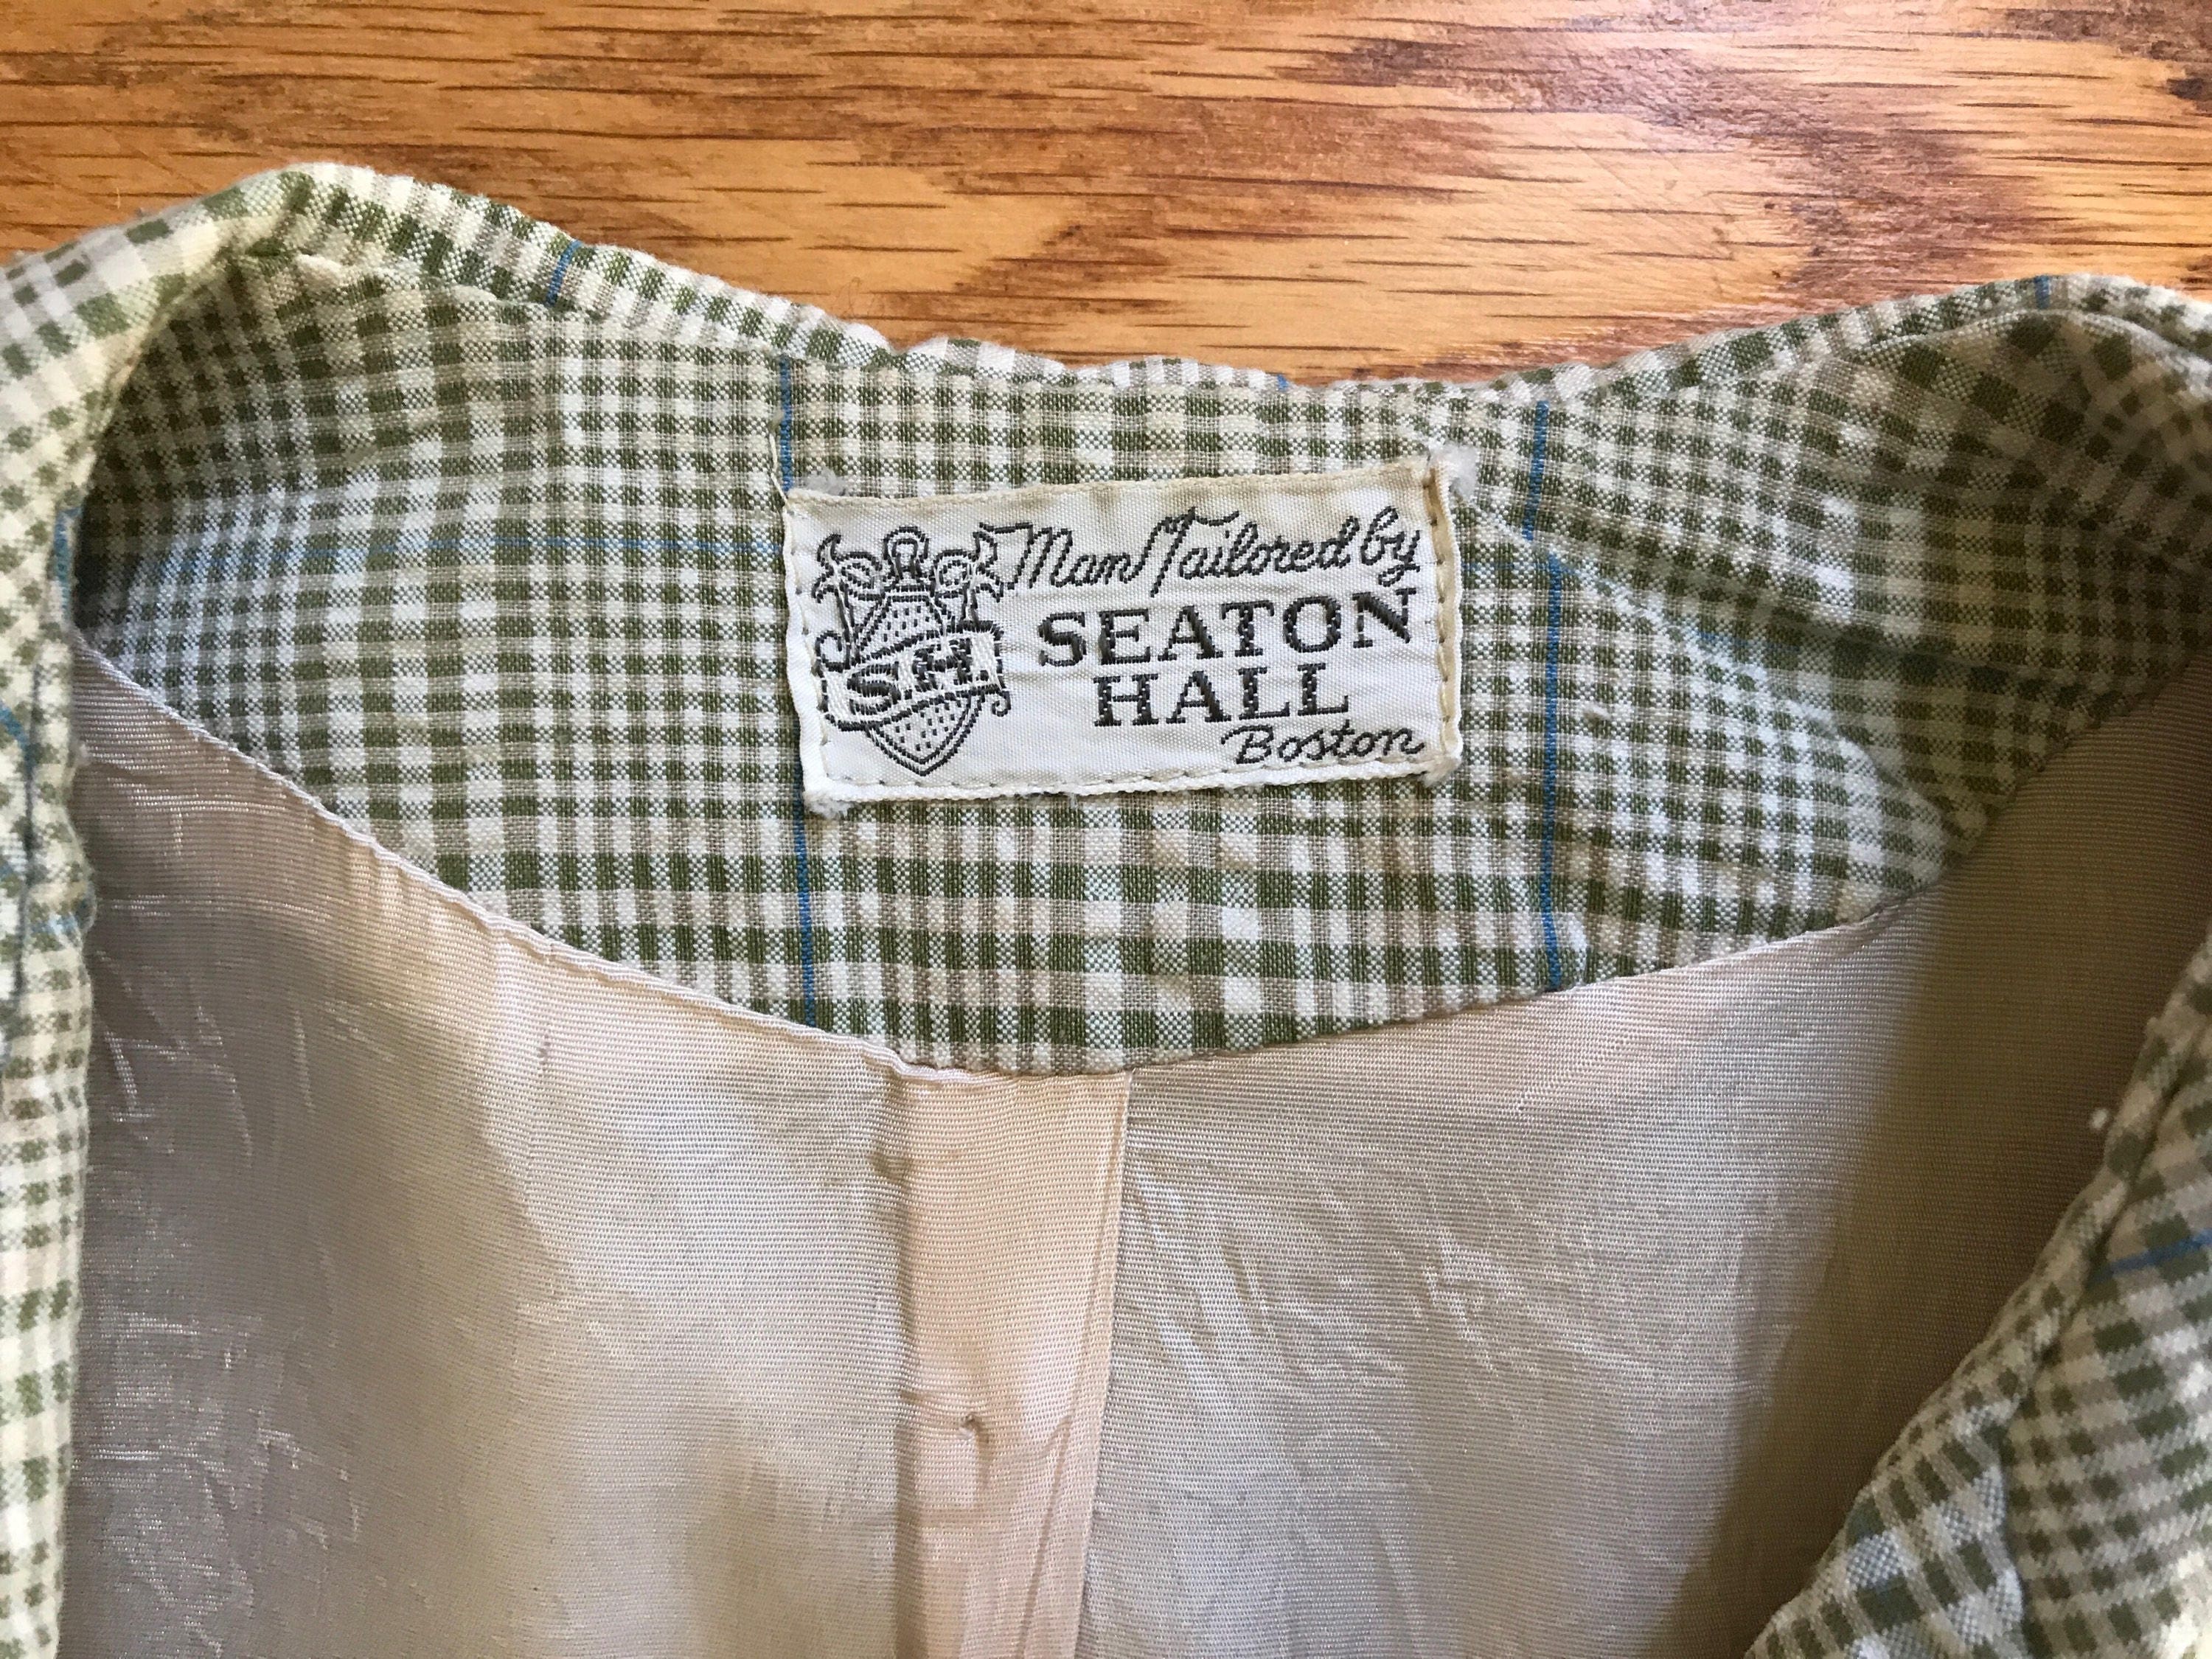 Man Tailored by
SEATON
HALL
Boston
S.H.